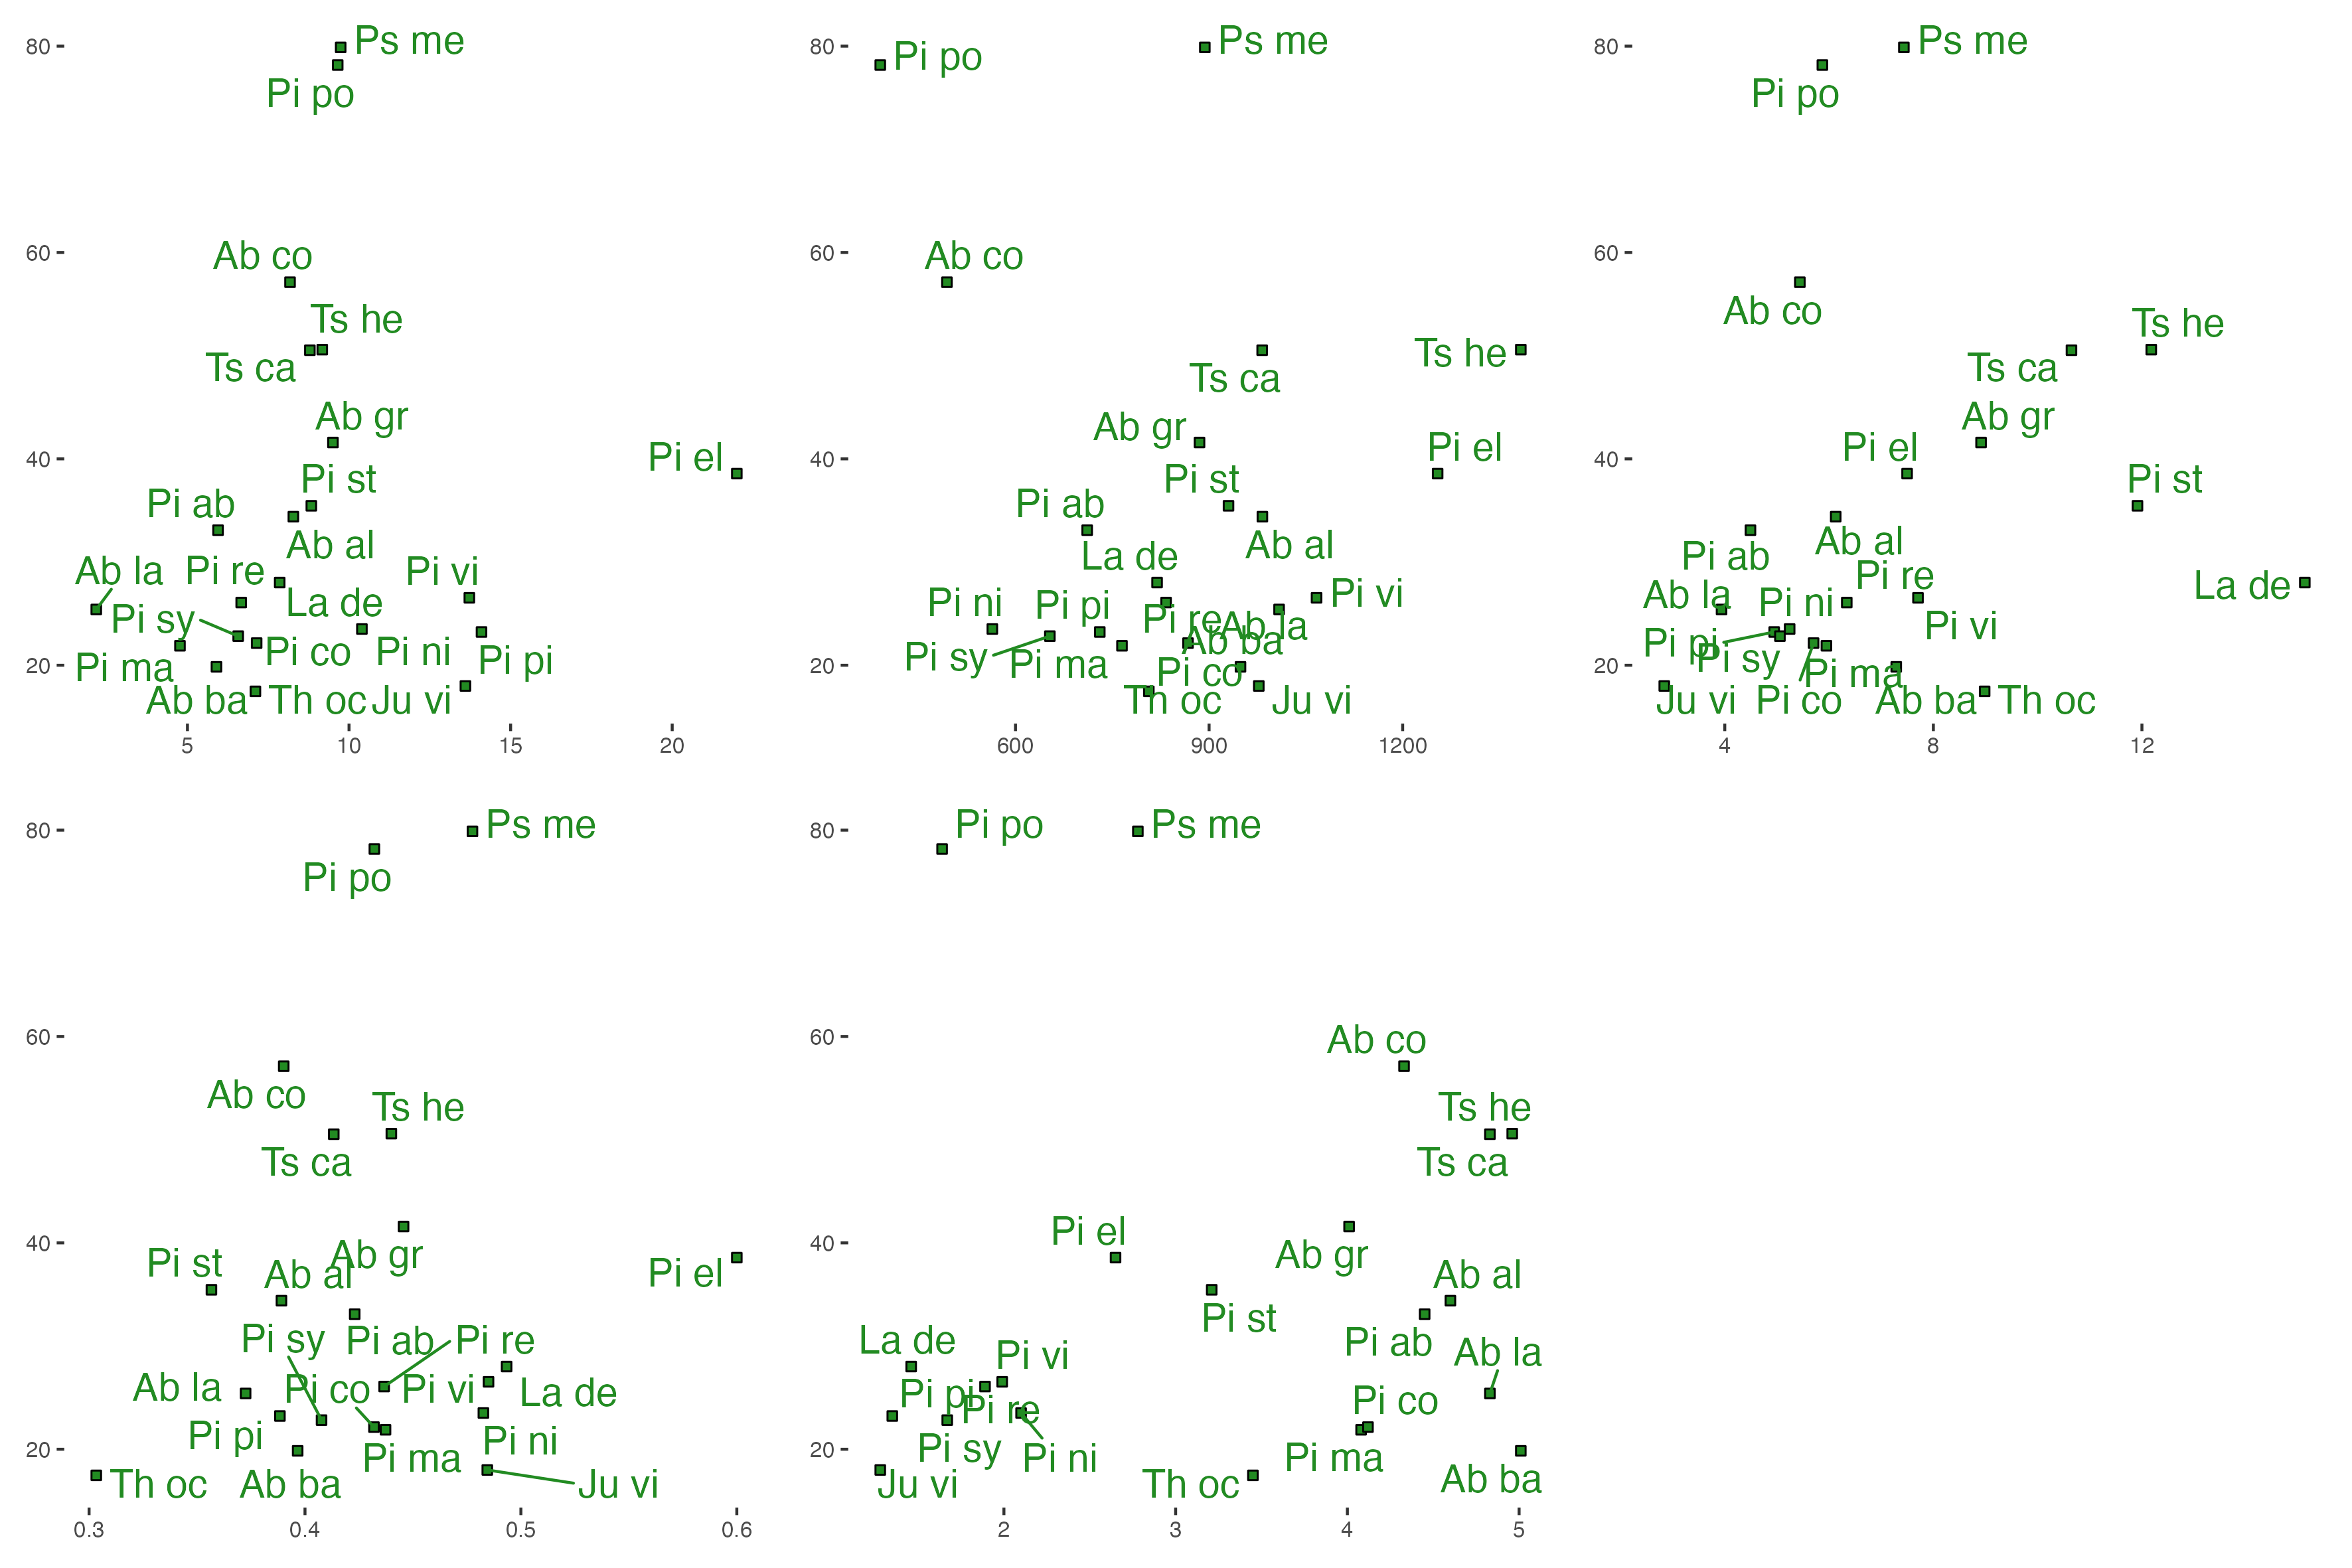 80
Ps me
Pi po
60
Ab co
Ts he
Ts ca
Ab gr
40
Pi el
Pi st
Pi ab
Ab al
Ab la
Pi re
Pi vi
La de
Pi sy
Pi co
Pi ni
Pi pi
20
Pi ma
Ab ba
Th oc
Ju vi
5
10
15
20
80
Pi po
Ps me
60
Ab co
Ts he
Ts ca
Ab gr
40
Pi el
Pi st
Pi ab
Ab al
La de
Pi vi
Pi ni
Pi pi
Pi re
Ab la
Ab ba
Pi sy
Pi ma
20
Pi co
Th oc
Ju vi
600
900
1200
80
Ps me
Pi po
60
Ab co
Ts he
Ts ca
Ab gr
40
Pi el
Pi st
Ab al
Pi ab
Pi re
La de
Ab la
Pi ni
Pi vi
Pi pi
Pi sy
20
Pi ma
Ju vi
Pi co
Ab ba
Th oc
4
8
12
80
Ps me
Pi po
60
Ab co
Ts he
Ts ca
40
Ab gr
Pi st
Ab al
Pi el
Pi sy
Pi ab
Pi re
Ab la
Pi co
Pi vi
La de
Pi pi
Pi ni
20
Pi ma
Th oc
Ab ba
Ju vi
0.3
0.4
0.5
0.6
80
Pi po
Ps me
60
Ab co
Ts he
Ts ca
Pi el
40
Ab gr
Ab al
Pi st
La de
Pi vi
Pi ab
Ab la
Pi pi
Pi re
Pi co
20
Pi sy
Pi ni
Pi ma
Ju vi
Th oc
Ab ba
2
3
4
5